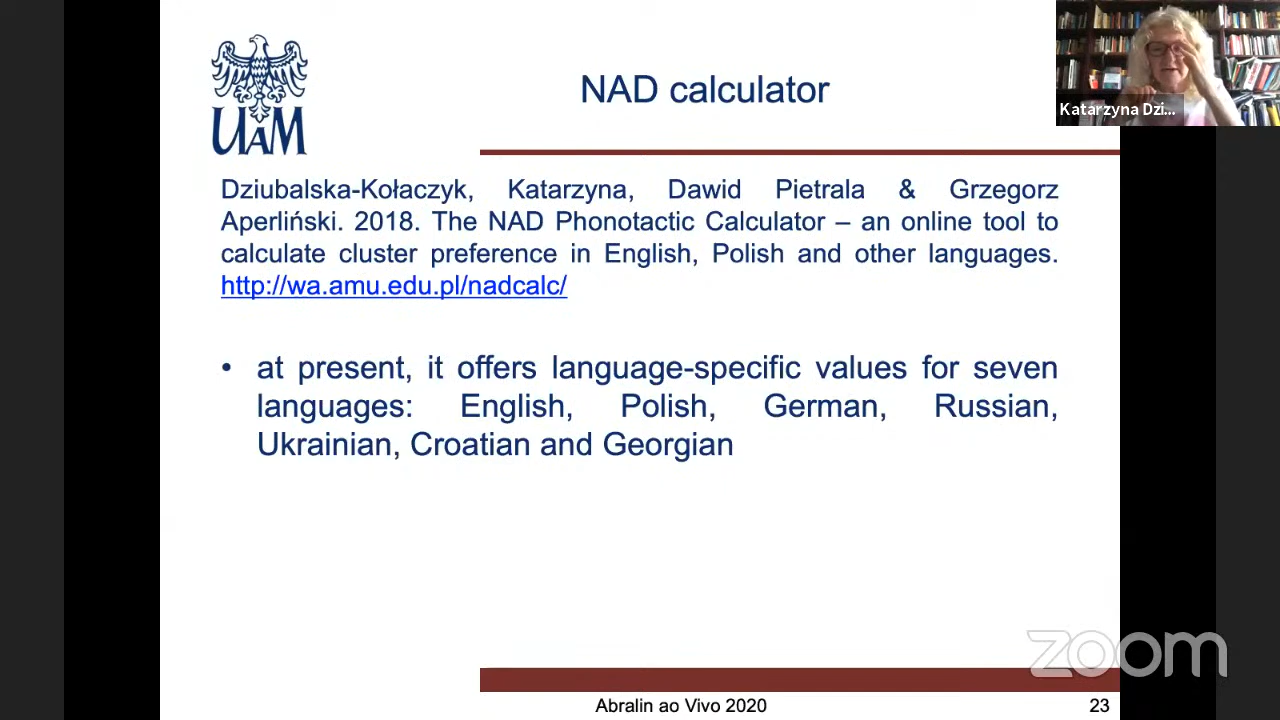 UAM
NAD calculator
Katarzyna Dzi...
Dziubalska-Kołaczyk, Katarzyna, Dawid Pietrala & Grzegorz
Aperliński. 2018. The NAD Phonotactic Calculator – an online tool to
calculate cluster preference in English, Polish and other languages.
http://wa.amu.edu.pl/nadcalc/
• at present, it offers language-specific values for seven
languages: English, Polish, German, Russian,
Ukrainian, Croatian and Georgian
zoom
Abralin ao Vivo 2020
23